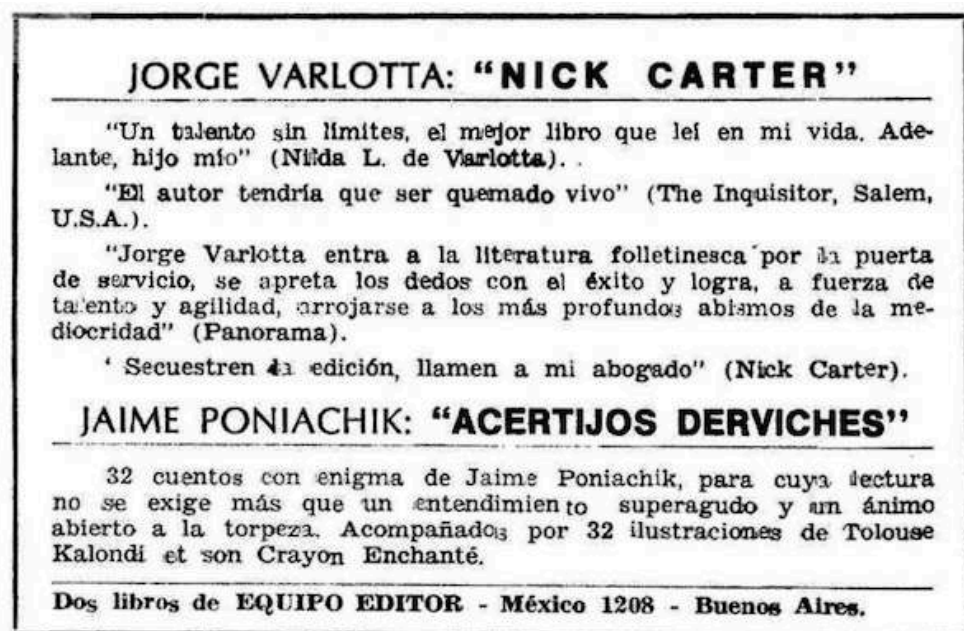 JORGE VARLOTTA: "NICK CARTER"
"Un talento sin límites, el mejor libro que leí en mi vida. Ade-
lante, hijo mío" (Nilda L. de Varlotta).
"El autor tendría que ser quemado vivo" (The Inquisitor, Salem,
U.S.A.).
"Jorge Varlotta entra a la literatura folletinesca por la puerta
de servicio, se apreta los dedos con el éxito y logra, a fuerza de
talento y agilidad, arrojarse a los más profundos abismos de la me-
diocridad" (Panorama).
' Secuestren la edición, llamen a mi abogado" (Nick Carter).
JAIME PONIACHIK: "ACERTIJOS DERVICHES"
32 cuentos con enigma de Jaime Poniachik, para cuya lectura
no se exige más que un entendimiento superagudo y un ánimo
abierto a la torpeza. Acompañados por 32 ilustraciones de Tolouse
Kalondi et son Crayon Enchanté.
Dos libros de EQUIPO EDITOR - México 1208 - Buenos Aires.